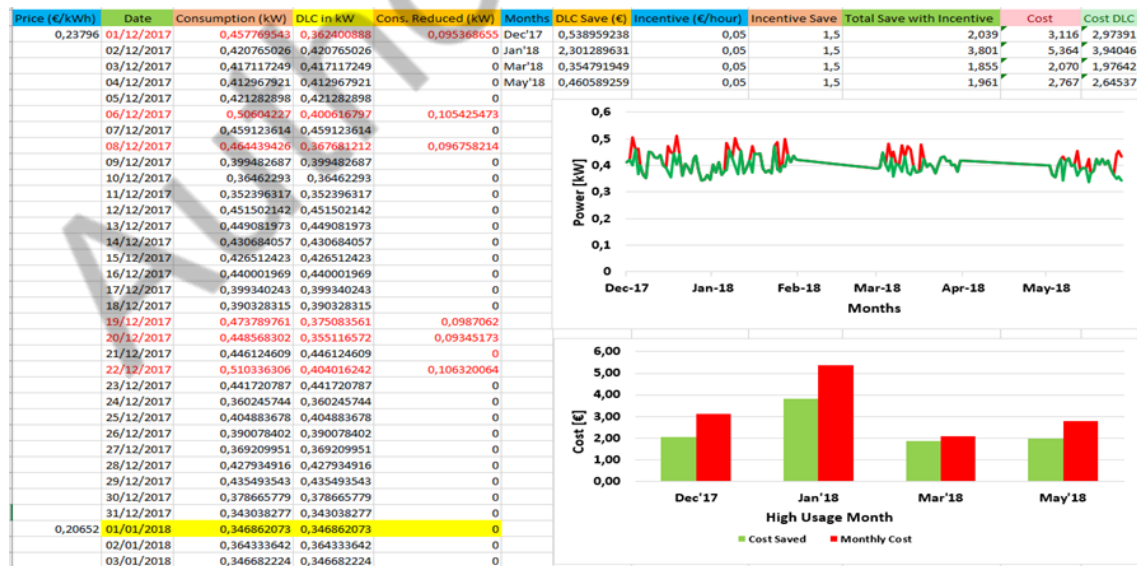 Price (€/kWh) Date Consumption (kW) DLC in kW Cons. Reduced (kW) Months DLC Save (€) Incentive (€/hour) Incentive Save Total Save with Incentive Cost Cost DLC
0,23796 01/12/2017 0,457769543 0,362400888 0,095368655 Dec'17 0,538959238 0,05 1,5 2,039 3,116 2,97391
02/12/2017 0,420765026 0,420765026 0 Jan'18 2,301289631 0,05 1,5 3,801 5,364 3,94046
03/12/2017 0,417117249 0,417117249 0 Mar'18 0,354791949 0,05 1,5 1,855 2,070 1,97642
04/12/2017 0,412967921 0,412967921 0 May'18 0,460589259 0,05 1,5 1,961 2,767 2,64537
05/12/2017 0,421282898 0,421282898 0
06/12/2017 0,50604227 0,400616797 0,105425473
07/12/2017 0,459123614 0,459123614 0
08/12/2017 0,464439426 0,367681212 0,096758214
09/12/2017 0,399482687 0,399482687 0
10/12/2017 0,36462293 0,36462293 0
11/12/2017 0,352396317 0,352396317 0
12/12/2017 0,451502142 0,451502142 0
13/12/2017 0,449081973 0,449081973 0
14/12/2017 0,430684057 0,430684057 0
15/12/2017 0,426512423 0,426512423 0
16/12/2017 0,440001969 0,440001969 0
17/12/2017 0,399340243 0,399340243 0
18/12/2017 0,390328315 0,390328315 0
19/12/2017 0,473789761 0,375083561 0,0987062
20/12/2017 0,448568302 0,355116572 0,09345173
21/12/2017 0,446124609 0,446124609 0
22/12/2017 0,510336306 0,404016242 0,106320064
23/12/2017 0,441720787 0,441720787 0
24/12/2017 0,360245744 0,360245744 0
25/12/2017 0,404883678 0,404883678 0
26/12/2017 0,390078402 0,390078402 0
27/12/2017 0,369209951 0,369209951 0
28/12/2017 0,427934916 0,427934916 0
29/12/2017 0,435493543 0,435493543 0
30/12/2017 0,378665779 0,378665779 0
31/12/2017 0,343038277 0,343038277 0
0,20652 01/01/2018 0,346862073 0,346862073 0
02/01/2018 0,364333642 0,364333642 0
03/01/2018 0,346682224 0,346682224 0
0,6
0,5
0,4
0,3
0,2
0,1
0
Power [kW]
Dec-17 Jan-18 Feb-18 Mar-18 Apr-18 May-18
Months
6,00
5,00
4,00
3,00
2,00
1,00
0,00
Cost [€]
Dec'17 Jan'18 Mar'18 May'18
High Usage Month
Cost Saved Monthly Cost